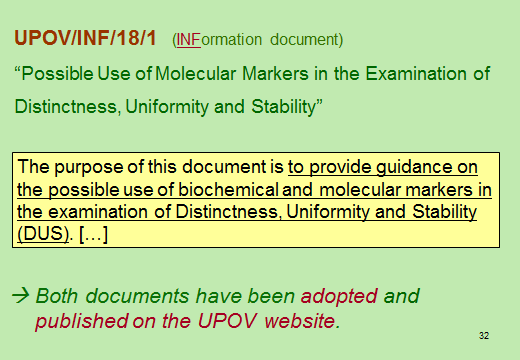 UPOV/INF/18/1 (INFormation document)
“Possible Use of Molecular Markers in the Examination of
Distinctness, Uniformity and Stability”
The purpose of this document is to provide guidance on
the possible use of biochemical and molecular markers in
the examination of Distinctness, Uniformity and Stability
(DUS). […]
→ Both documents have been adopted and
published on the UPOV website.
32